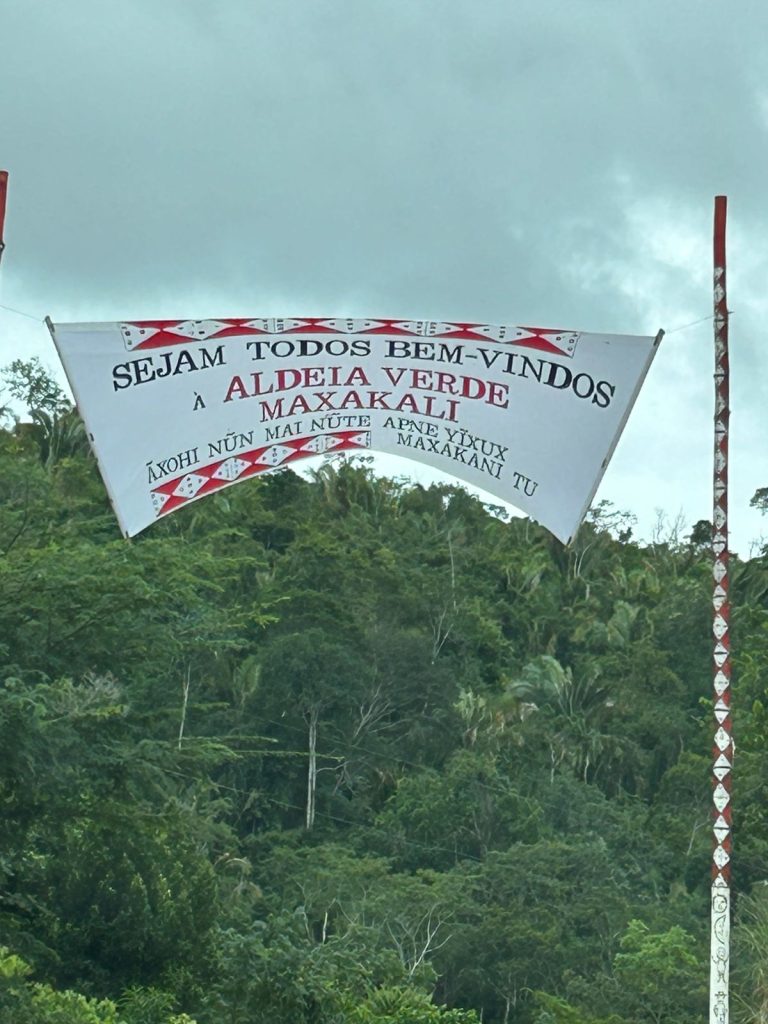 SEJAM TODOS BEM-VINDOS
À ALDEIA VERDE
MAXAKALI
ÃXOHI NŨN MAI NŨTE APNE YĨXUX
MAXAKANI TU